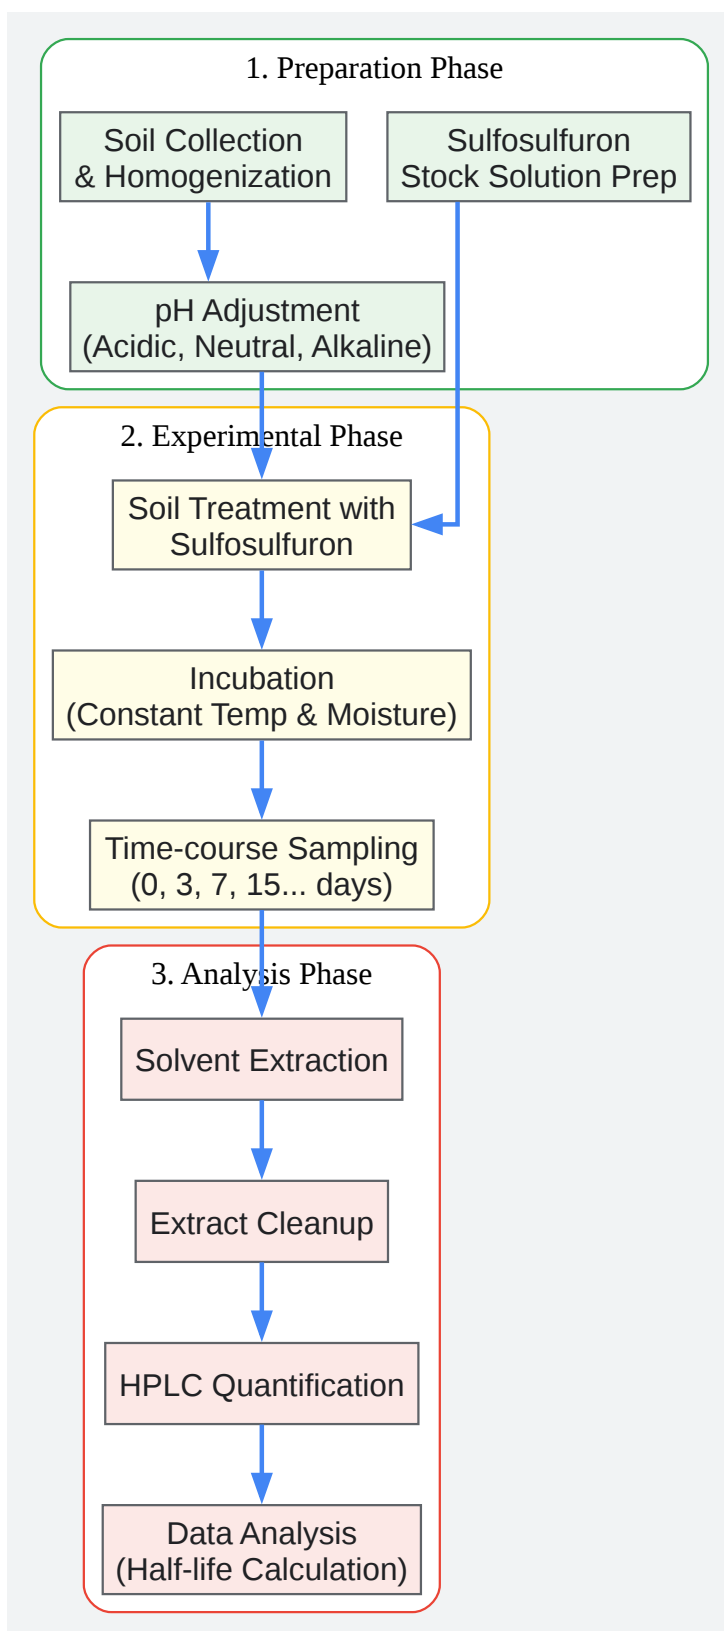 1. Preparation Phase
Soil Collection
& Homogenization
Sulfosulfuron
Stock Solution Prep
pH Adjustment
(Acidic, Neutral, Alkaline)
2. Experimental Phase
Soil Treatment with
Sulfosulfuron
Incubation
(Constant Temp & Moisture)
Time-course Sampling
(0, 3, 7, 15... days)
3. Analysis Phase
Solvent Extraction
Extract Cleanup
HPLC Quantification
Data Analysis
(Half-life Calculation)